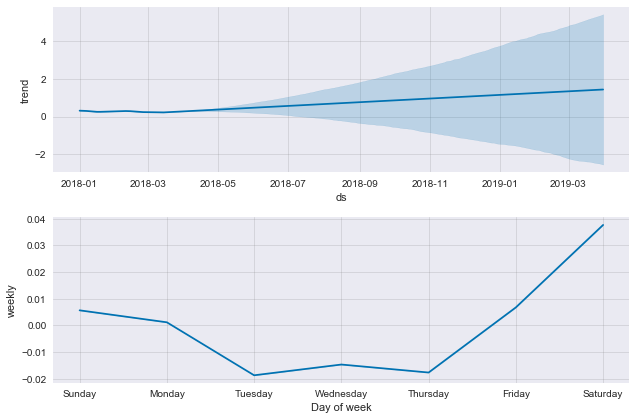 4
2
0
−2
trend
2018-01 2018-03 2018-05 2018-07 2018-09 2018-11 2019-01 2019-03
ds
0.04
0.03
0.02
0.01
0.00
−0.01
−0.02
weekly
Sunday Monday Tuesday Wednesday Thursday Friday Saturday
Day of week